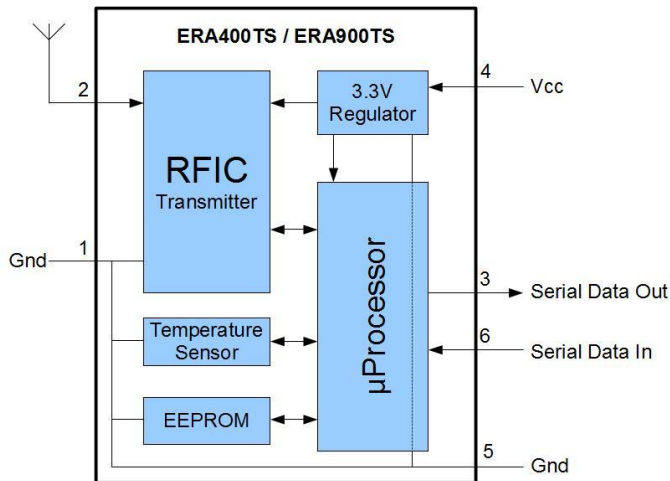 ERA400TS / ERA900TS
2
4
Vcc
3.3V
Regulator
RFIC
Transmitter
1
Gnd
µProcessor
3
Serial Data Out
Temperature
Sensor
6
Serial Data In
EEPROM
5
Gnd